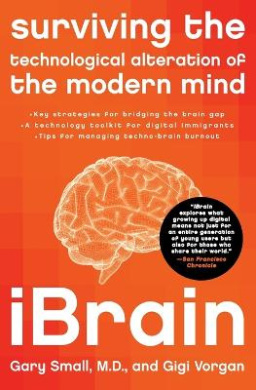 surviving the
technological alteration of
the modern mind
•Key strategies for bridging the brain gap
•A technology toolkit for digital immigrants
•Tips for managing techno-brain burnout
"iBrain
explores what
growing up digital
means not just for
an entire generation
of young users but
also for those who
share their world."
—San Francisco
Chronicle
iBrain
Gary Small, M.D., and Gigi Vorgan